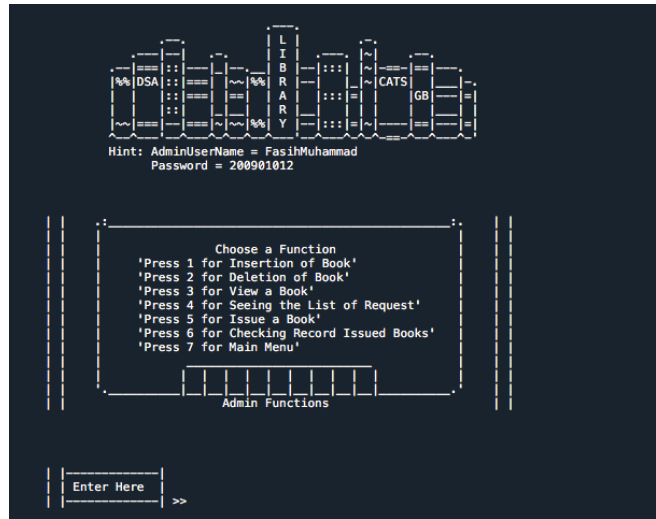 LIBRARY
DSA
CATS
GB
Hint: AdminUserName = FasihMuhammad
Password = 200901012
Choose a Function
'Press 1 for Insertion of Book'
'Press 2 for Deletion of Book'
'Press 3 for View a Book'
'Press 4 for Seeing the List of Request'
'Press 5 for Issue a Book'
'Press 6 for Checking Record Issued Books'
'Press 7 for Main Menu'
Admin Functions
Enter Here
>>